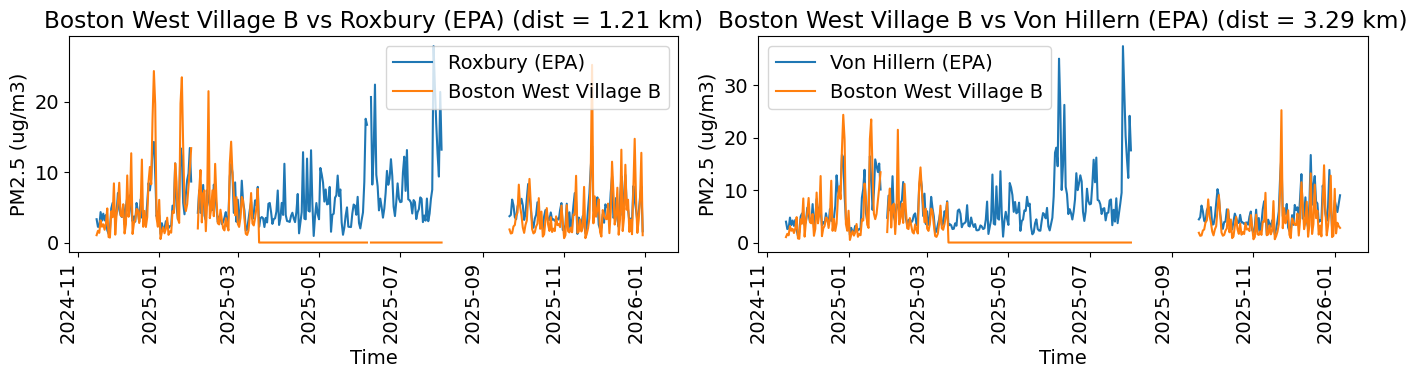 Boston West Village B vs Roxbury (EPA) (dist = 1.21 km)
PM2.5 (ug/m3)
20
10
0
Roxbury (EPA)
Boston West Village B
2024-11
2025-01
2025-03
2025-05
2025-07
2025-09
2025-11
2026-01
Time
Boston West Village B vs Von Hillern (EPA) (dist = 3.29 km)
PM2.5 (ug/m3)
30
20
10
0
Von Hillern (EPA)
Boston West Village B
2024-11
2025-01
2025-03
2025-05
2025-07
2025-09
2025-11
2026-01
Time